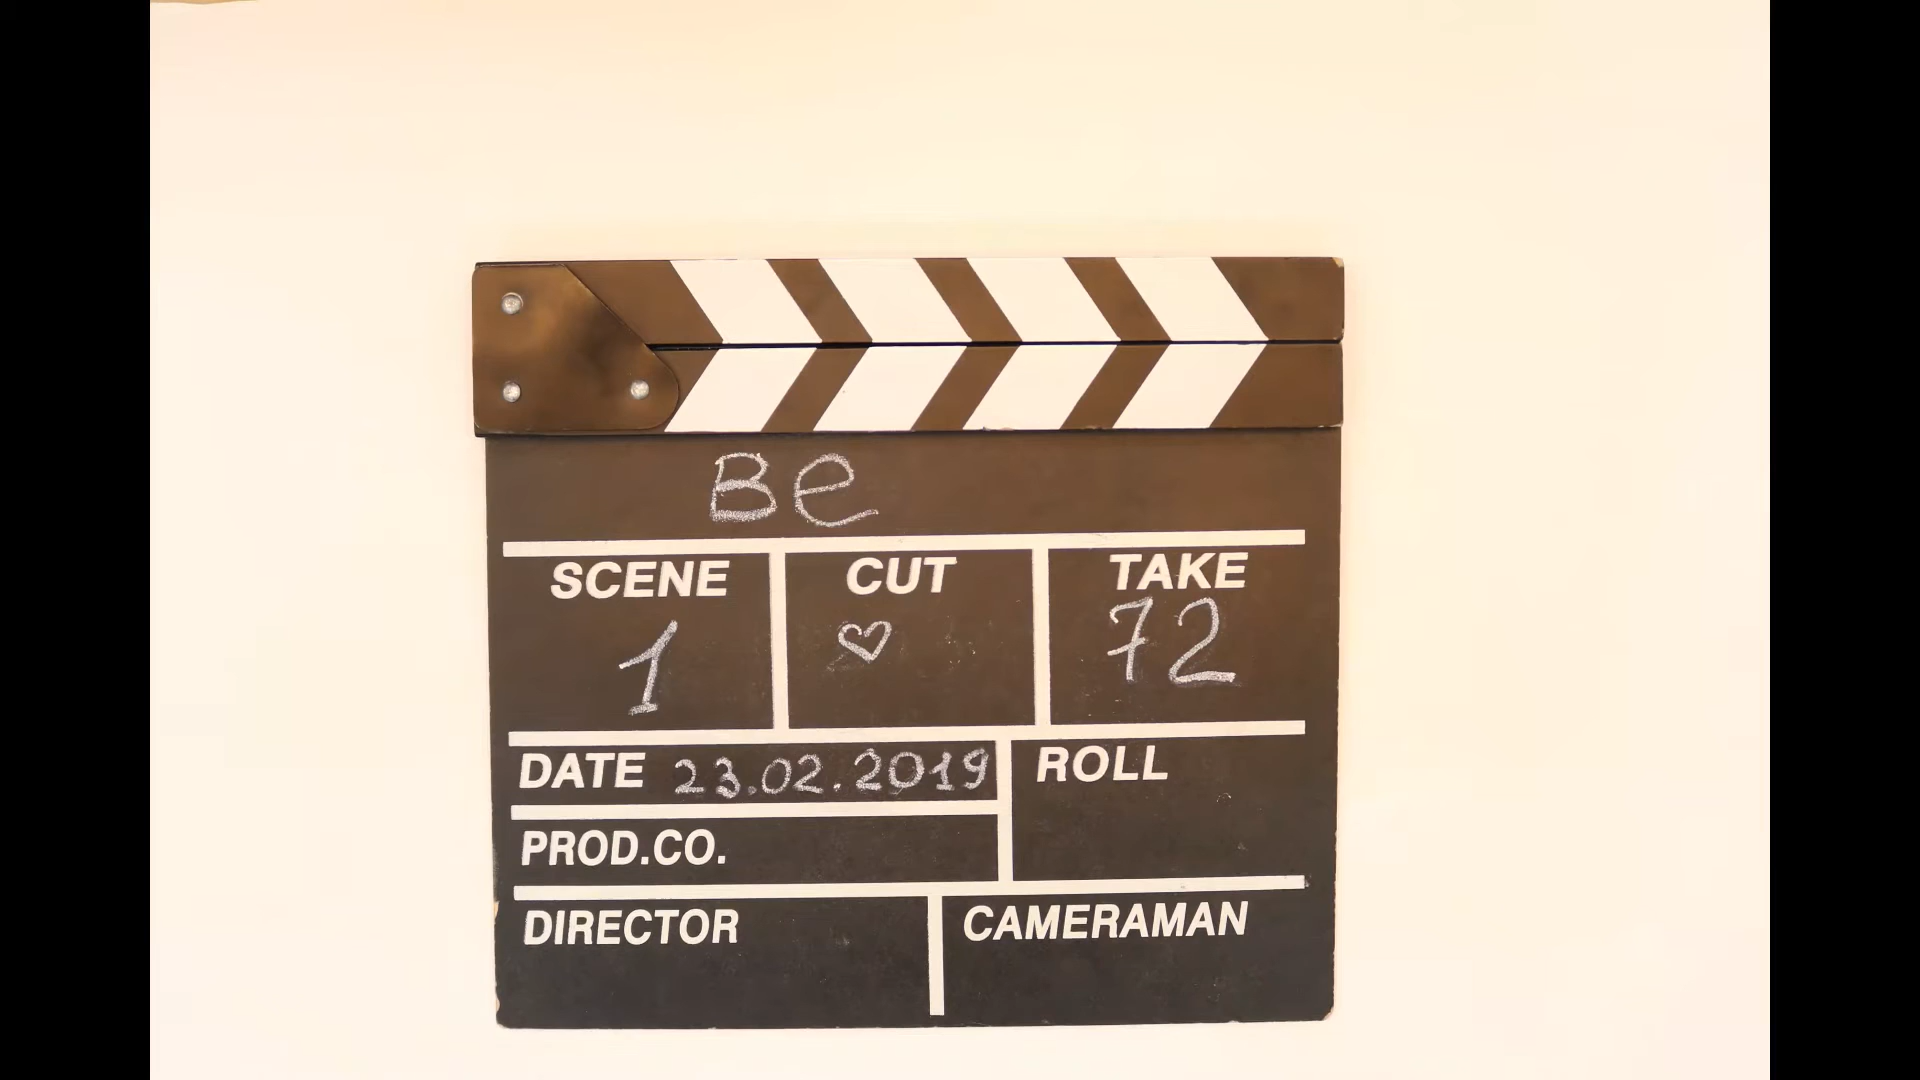 Be
SCENE CUT TAKE
1 ♡ 72
DATE 23.02.2019 ROLL
PROD.CO.
DIRECTOR CAMERAMAN